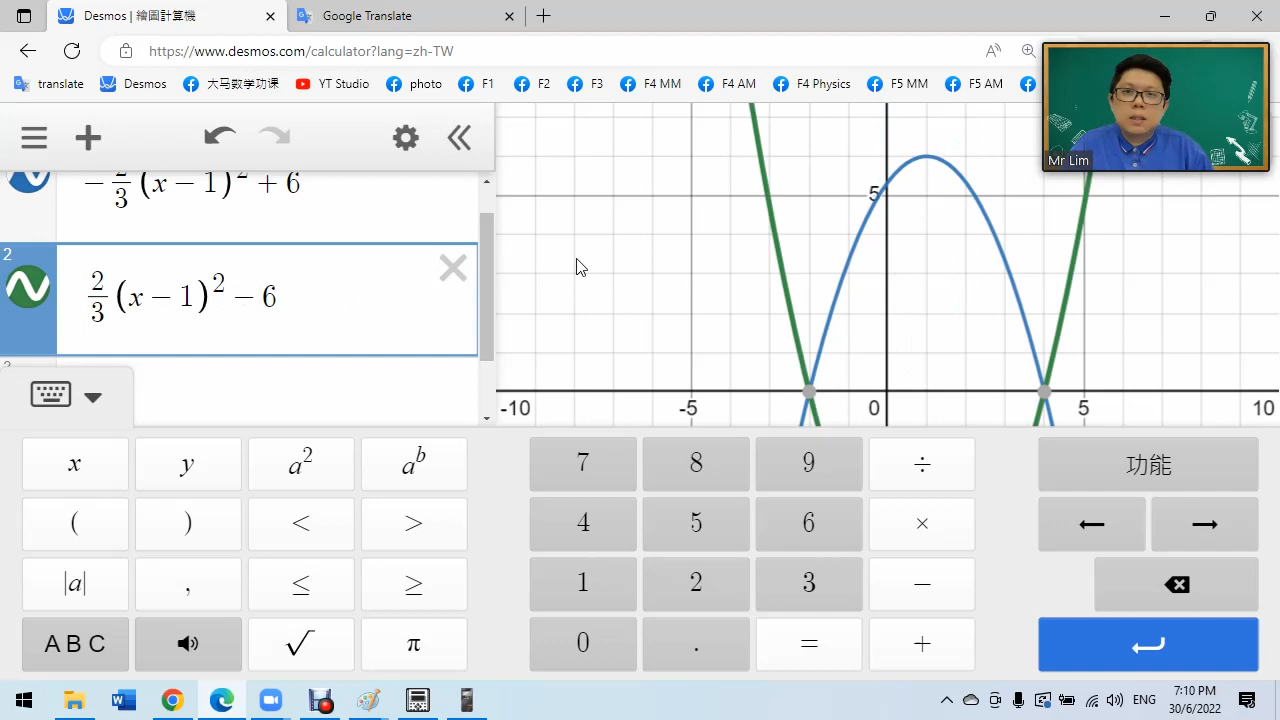 Desmos | 繪圖計算機
Google Translate
https://www.desmos.com/calculator?lang=zh-TW
translate Desmos 大马数学功课 YT Studio photo F1 F2 F3 F4 MM F4 AM F4 Physics F5 MM F5 AM
Mr Lim
− 2/3 (x − 1)² + 6
2
2/3 (x − 1)² − 6
5
-10 -5 0 5 10
x y a² aᵇ 7 8 9 ÷ 功能
( ) < > 4 5 6 × ← →
|a| , ≤ ≥ 1 2 3 −
A B C √ π 0 . = +
ENG 7:10 PM
30/6/2022